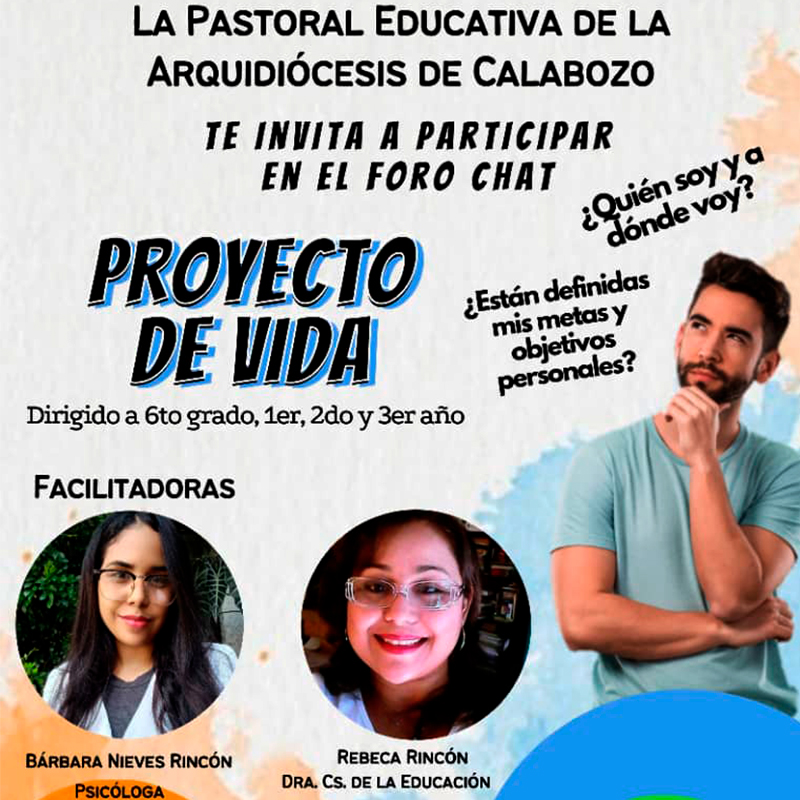 La Pastoral Educativa de la
Arquidiócesis de Calabozo
TE INVITA A PARTICIPAR
EN EL FORO CHAT
¿Quién soy y a
dónde voy?
PROYECTO
DE VIDA
¿Están definidas
mis metas y
objetivos
personales?
Dirigido a 6to grado, 1er, 2do y 3er año
Facilitadoras
Bárbara Nieves Rincón
Psicóloga
Rebeca Rincón
Dra. Cs. de la Educación